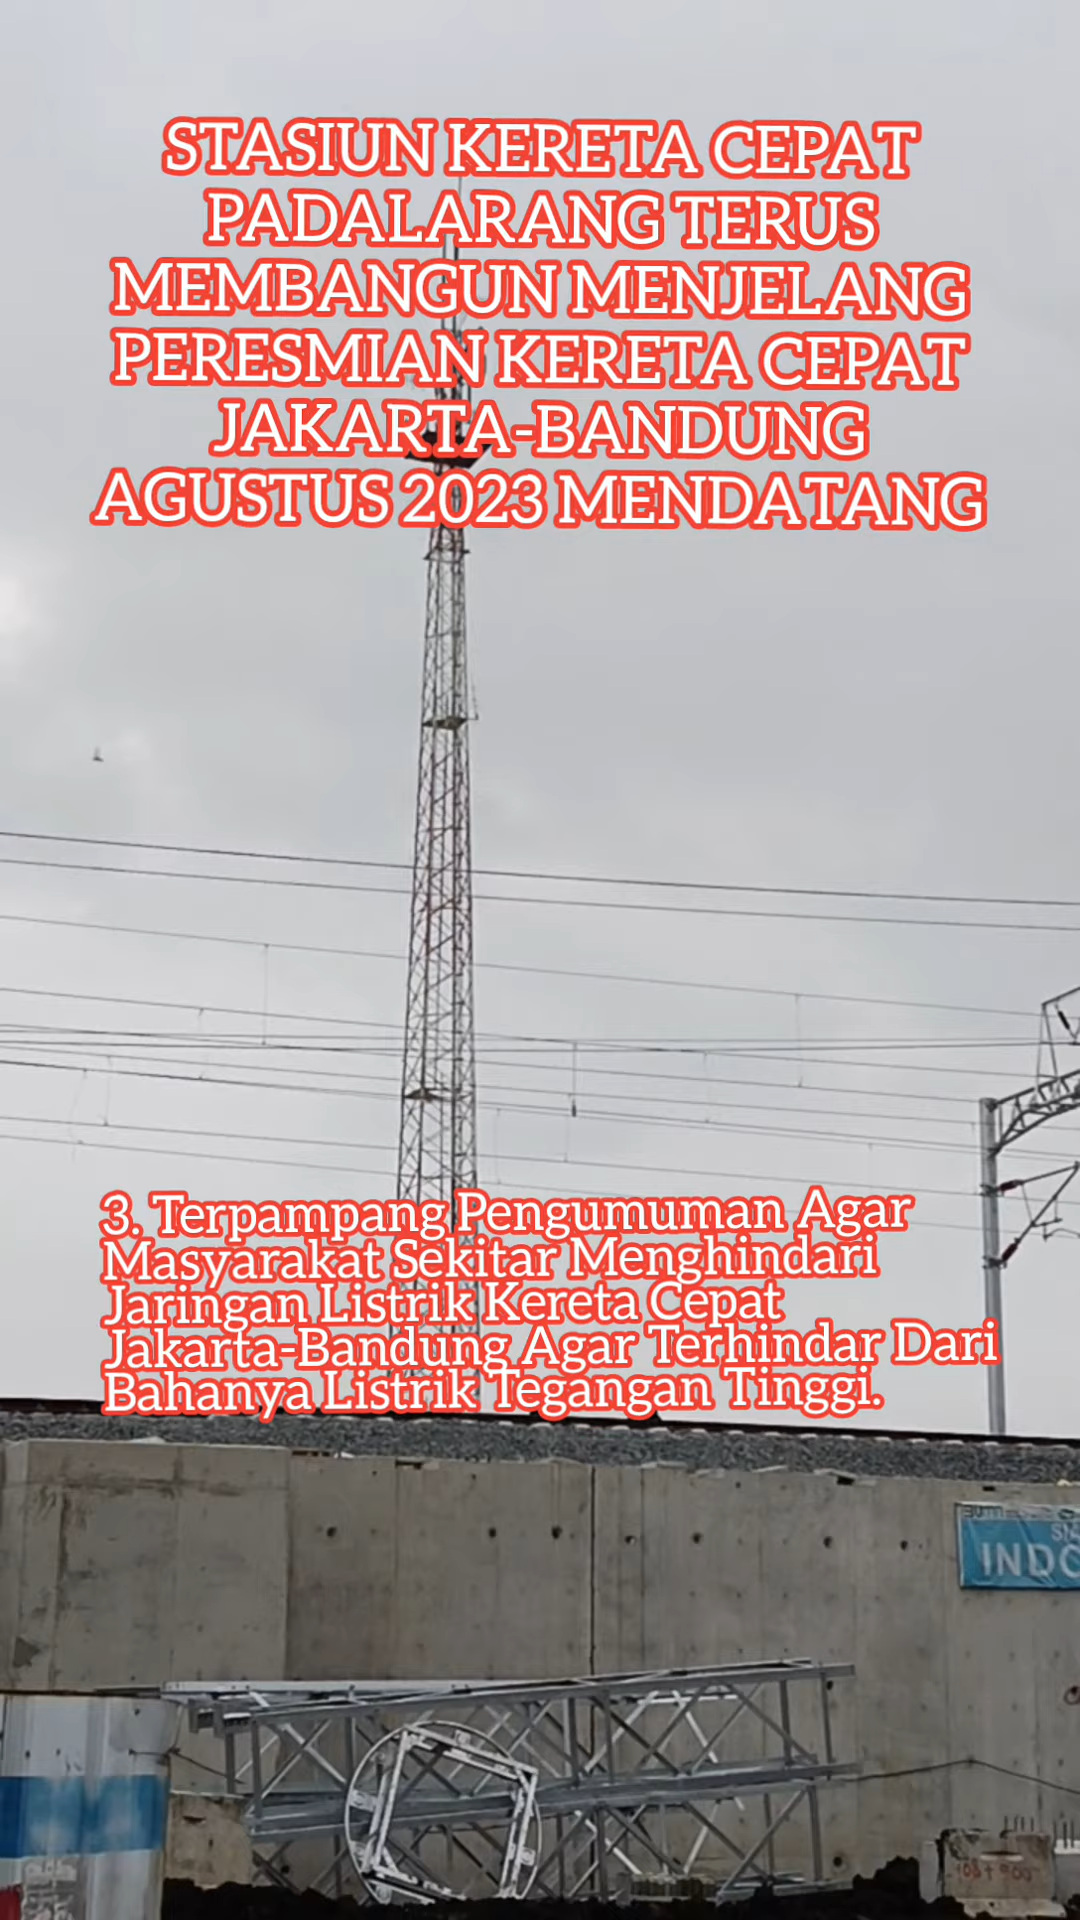 STASIUN KERETA CEPAT
PADALARANG TERUS
MEMBANGUN MENJELANG
PERESMIAN KERETA CEPAT
JAKARTA-BANDUNG
AGUSTUS 2023 MENDATANG
3. Terpampang Pengumuman Agar
Masyarakat Sekitar Menghindari
Jaringan Listrik Kereta Cepat
Jakarta-Bandung Agar Terhindar Dari
Bahanya Listrik Tegangan Tinggi.